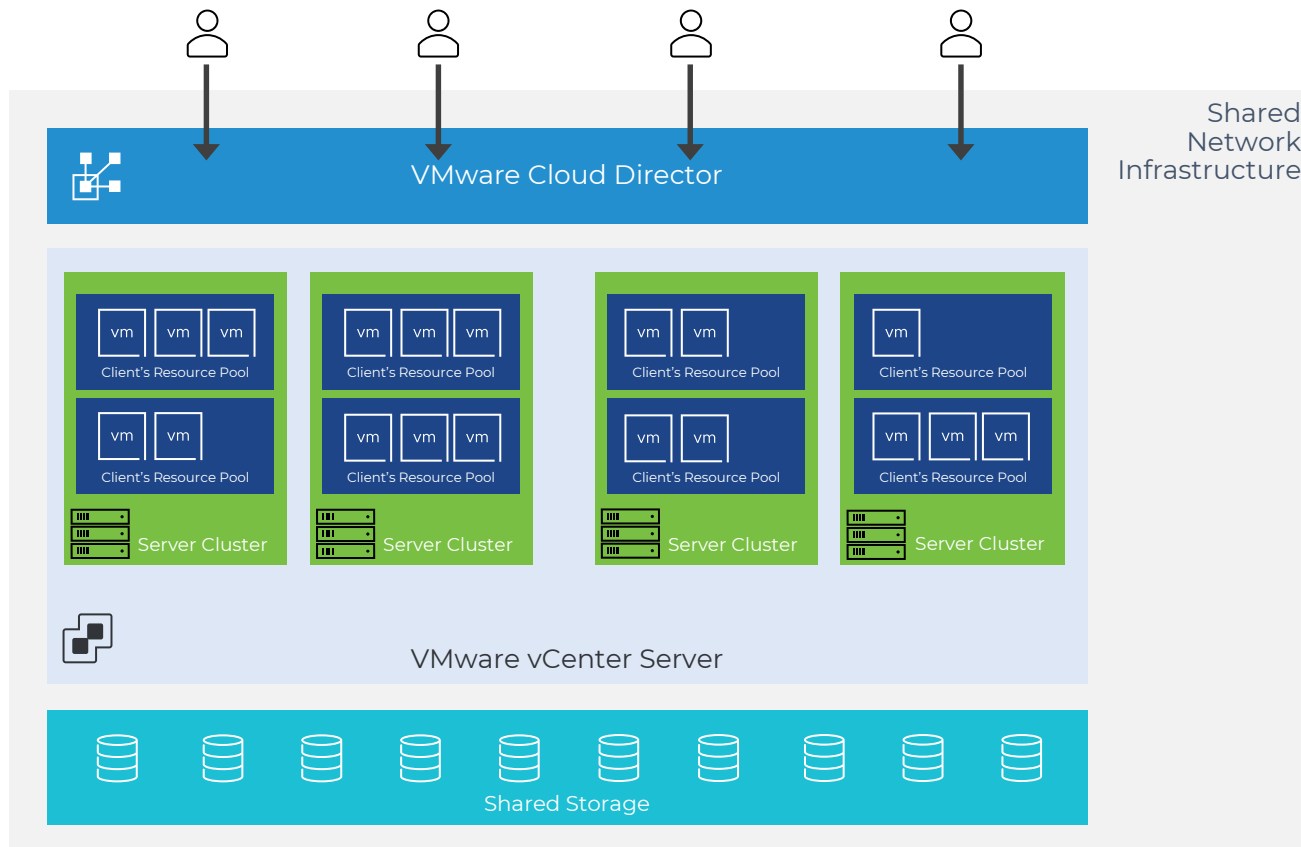 Shared
Network
Infrastructure
VMware Cloud Director
vm vm vm
Client's Resource Pool
vm vm
Client's Resource Pool
Server Cluster
vm vm vm
Client's Resource Pool
vm vm vm
Client's Resource Pool
Server Cluster
vm vm
Client's Resource Pool
vm vm
Client's Resource Pool
Server Cluster
vm
Client's Resource Pool
vm vm vm
Client's Resource Pool
Server Cluster
VMware vCenter Server
Shared Storage